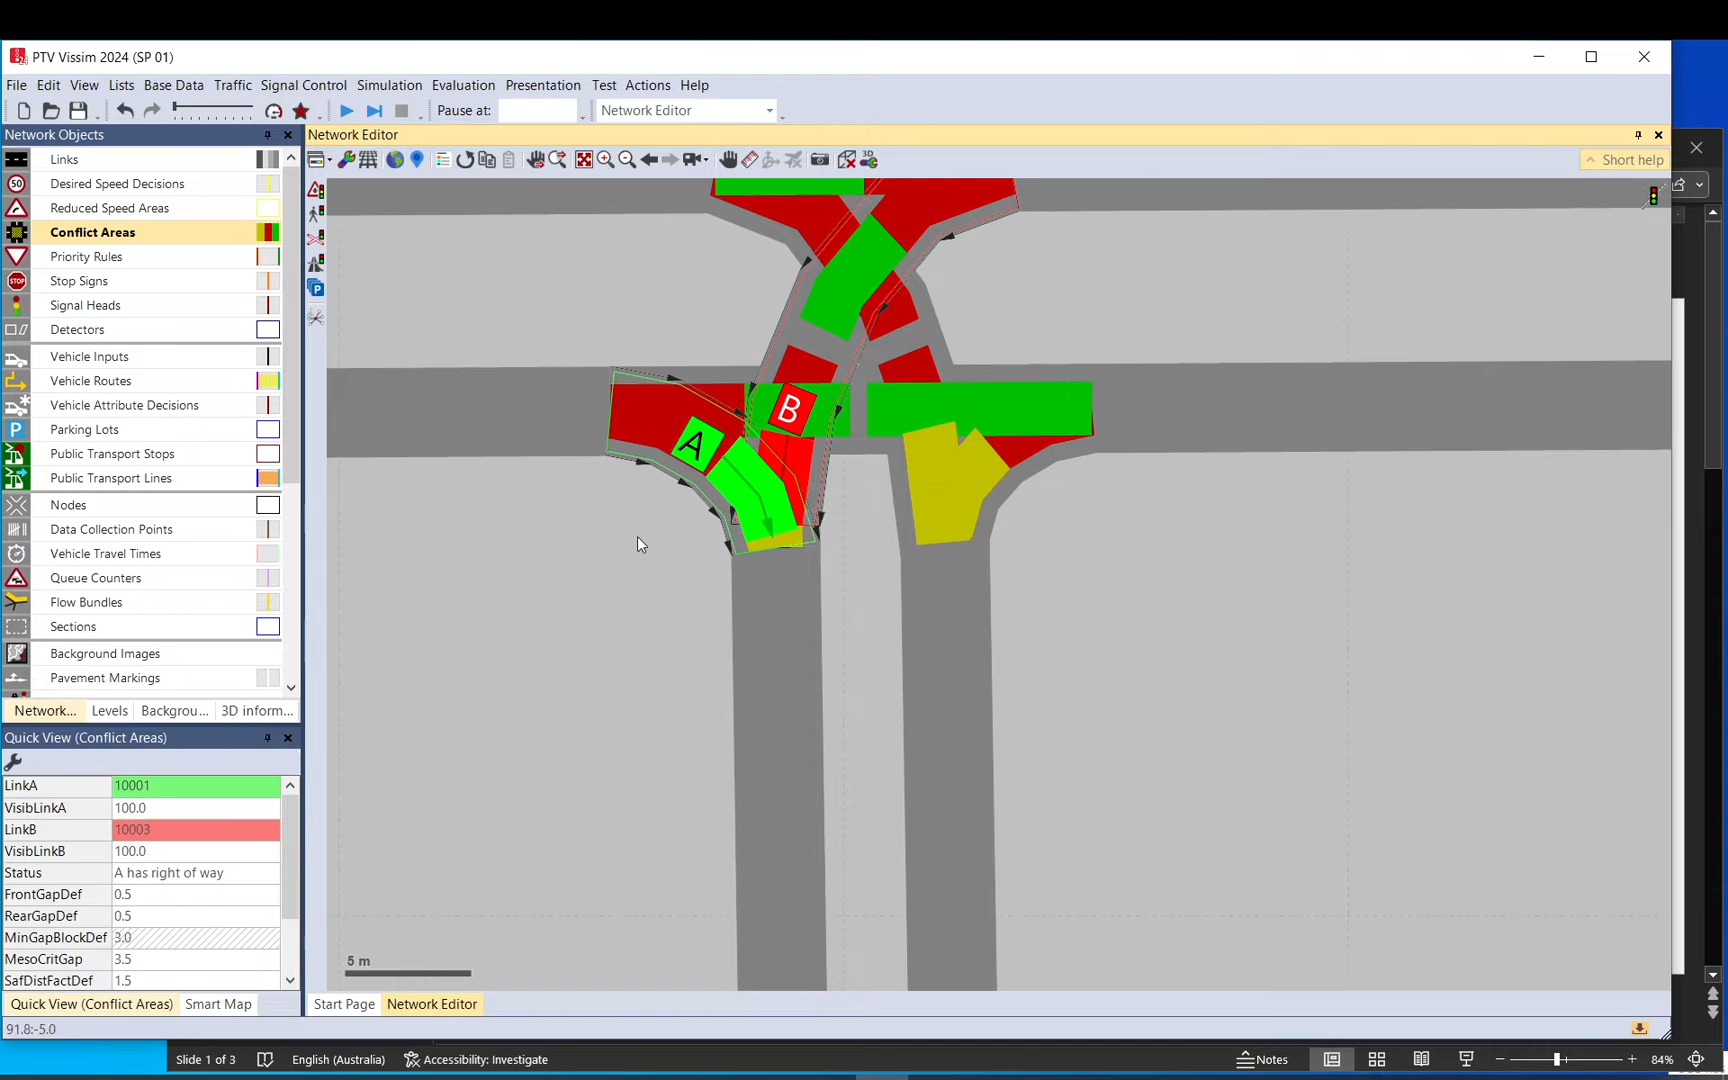 PTV Vissim 2024 (SP 01)
File Edit View Lists Base Data Traffic Signal Control Simulation Evaluation Presentation Test Actions Help
Pause at: Network Editor
Network Objects
Links
50 Desired Speed Decisions
Reduced Speed Areas
Conflict Areas
Priority Rules
STOP Stop Signs
Signal Heads
Detectors
Vehicle Inputs
Vehicle Routes
Vehicle Attribute Decisions
P Parking Lots
Public Transport Stops
Public Transport Lines
Nodes
Data Collection Points
Vehicle Travel Times
Queue Counters
Flow Bundles
Sections
Background Images
Pavement Markings
Network... Levels Backgrou... 3D inform...
Quick View (Conflict Areas)
LinkA 10001
VisibLinkA 100.0
LinkB 10003
VisibLinkB 100.0
Status A has right of way
FrontGapDef 0.5
RearGapDef 0.5
MinGapBlockDef 3.0
MesoCritGap 3.5
SafDistFactDef 1.5
Quick View (Conflict Areas) Smart Map
91.8:-5.0
Network Editor
3D
Short help
P
B
A
5 m
Start Page Network Editor
Slide 1 of 3 English (Australia) Accessibility: Investigate Notes 84%